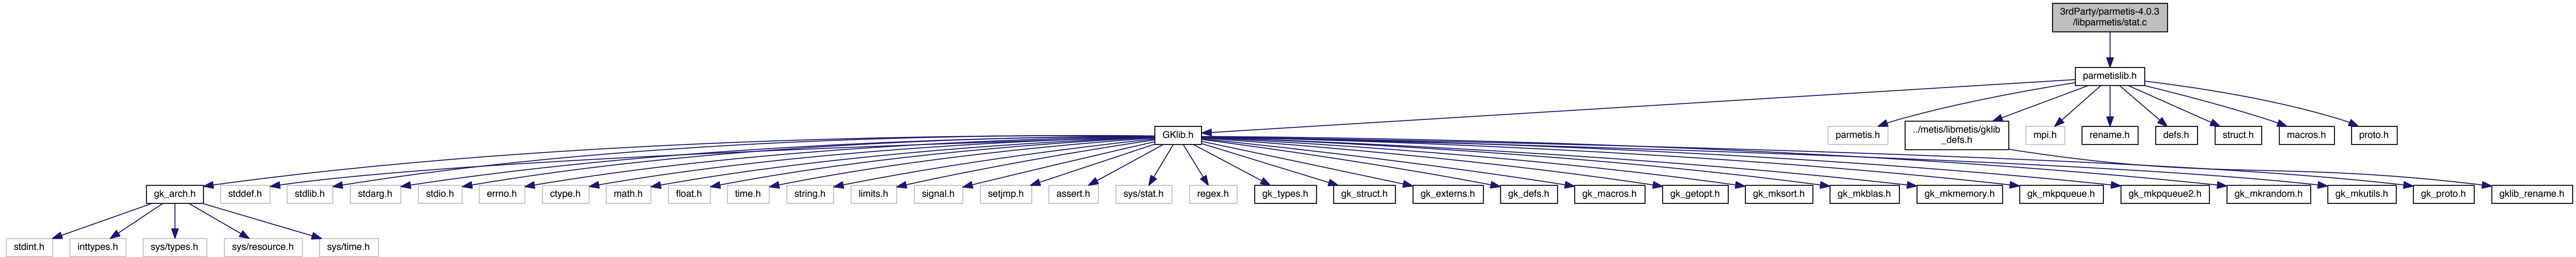 3rdParty/parmetis-4.0.3
/libparmetis/stat.c
parmetislib.h
GKlib.h
parmetis.h
../metis/libmetis/gklib
_defs.h
mpi.h
rename.h
defs.h
struct.h
macros.h
proto.h
gk_arch.h
stddef.h
stdlib.h
stdarg.h
stdio.h
errno.h
ctype.h
math.h
float.h
time.h
string.h
limits.h
signal.h
setjmp.h
assert.h
sys/stat.h
regex.h
gk_types.h
gk_struct.h
gk_externs.h
gk_defs.h
gk_macros.h
gk_getopt.h
gk_mksort.h
gk_mkblas.h
gk_mkmemory.h
gk_mkpqueue.h
gk_mkpqueue2.h
gk_mkrandom.h
gk_mkutils.h
gk_proto.h
gklib_rename.h
stdint.h
inttypes.h
sys/types.h
sys/resource.h
sys/time.h